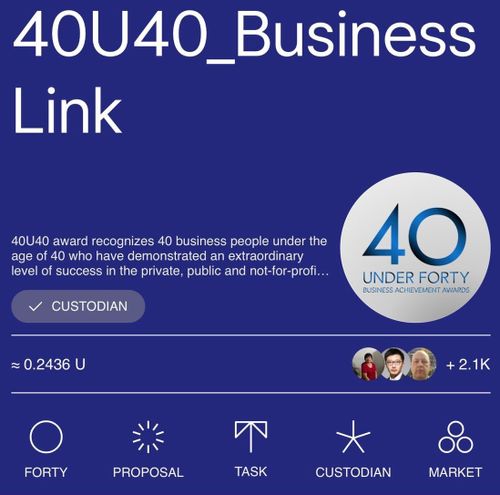 40U40_Business
Link
40U40 award recognizes 40 business people under the
age of 40 who have demonstrated an extraordinary
level of success in the private, public and not-for-profi…
40
UNDER FORTY
BUSINESS ACHIEVEMENT AWARDS
CUSTODIAN
≈ 0.2436 U
+ 2.1K
FORTY
PROPOSAL
TASK
CUSTODIAN
MARKET